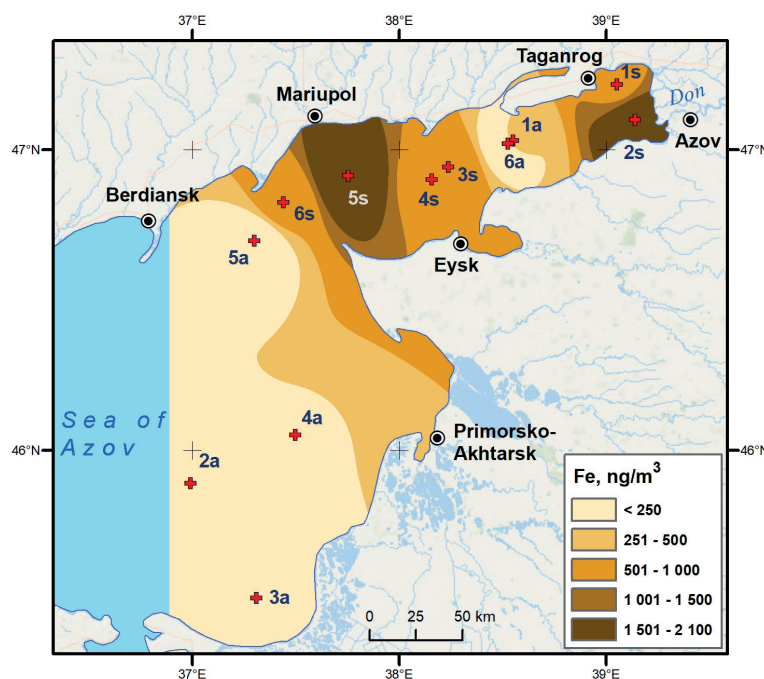 37°E 38°E 39°E
Taganrog
1s
Don
Mariupol
1a
Azov
47°N 47°N
6a
2s
3s
Berdiansk
5s
4s
6s
5a
Eysk
Sea of
Azov
4a
Primorsko-
Akhtarsk
46°N 46°N
2a
3a
Fe, ng/m³
< 250
251 - 500
501 - 1 000
1 001 - 1 500
1 501 - 2 100
0 25 50 km
37°E 38°E 39°E